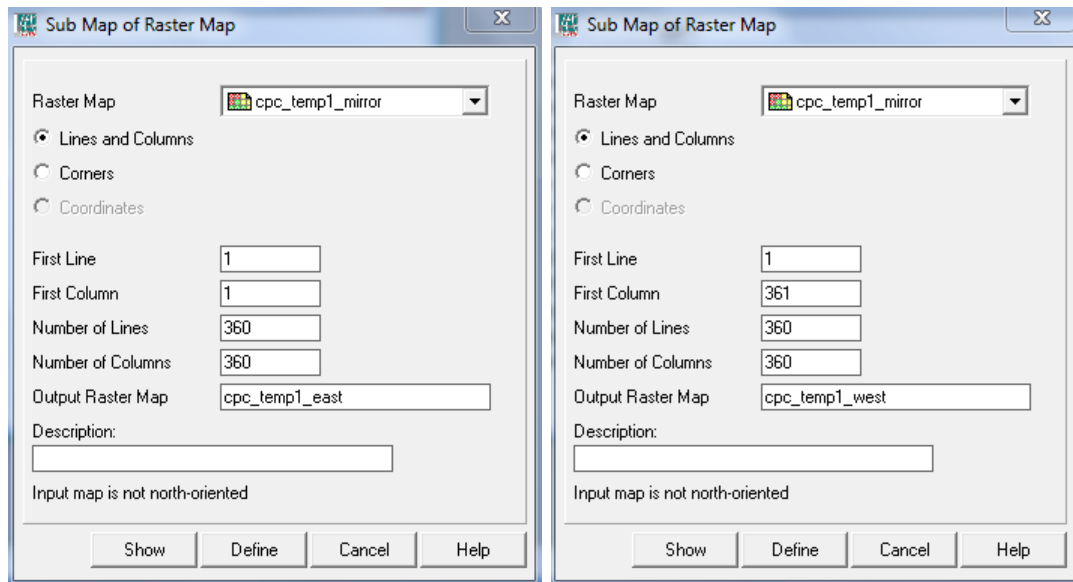 Sub Map of Raster Map
Raster Map cpc_temp1_mirror
Lines and Columns
Corners
Coordinates
First Line 1
First Column 1
Number of Lines 360
Number of Columns 360
Output Raster Map cpc_temp1_east
Description:
Input map is not north-oriented
Show Define Cancel Help
Sub Map of Raster Map
Raster Map cpc_temp1_mirror
Lines and Columns
Corners
Coordinates
First Line 1
First Column 361
Number of Lines 360
Number of Columns 360
Output Raster Map cpc_temp1_west
Description:
Input map is not north-oriented
Show Define Cancel Help